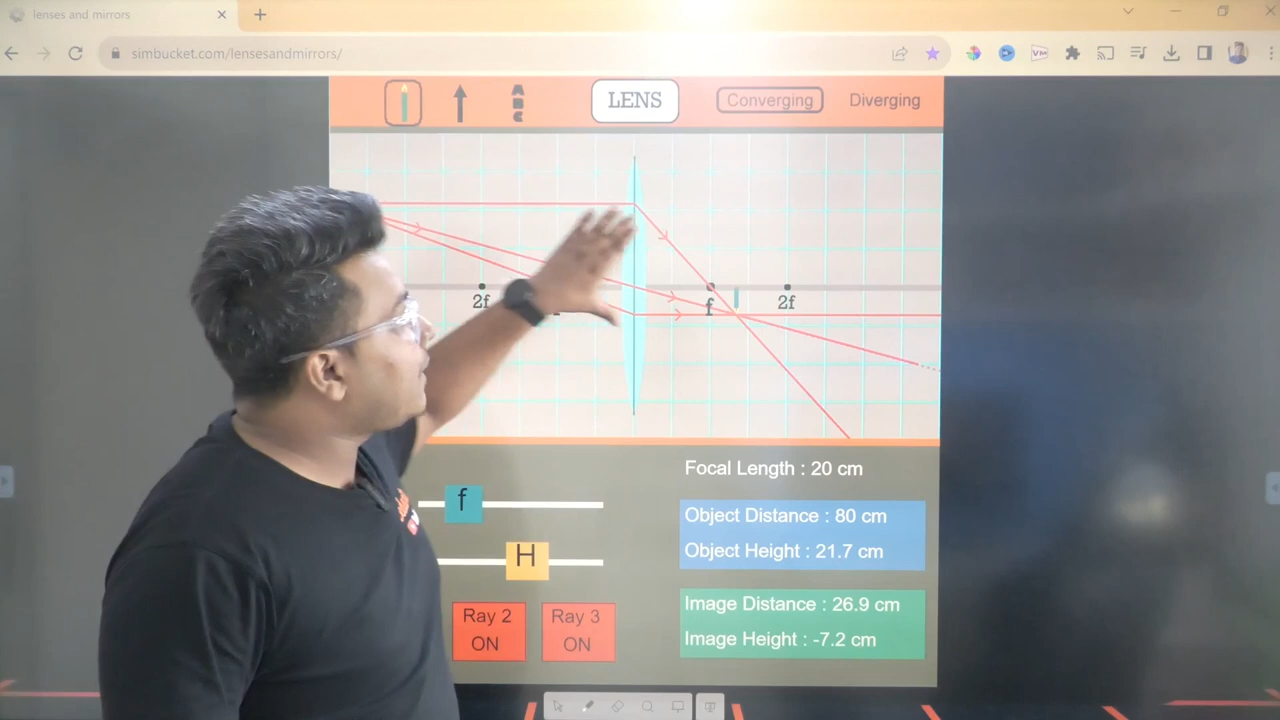 lenses and mirrors
simbucket.com/lensesandmirrors/
VM
A
B
C
LENS
Converging
Diverging
2f
f
2f
Focal Length : 20 cm
f
Object Distance : 80 cm
Object Height : 21.7 cm
H
Image Distance : 26.9 cm
Image Height : -7.2 cm
Ray 2
ON
Ray 3
ON